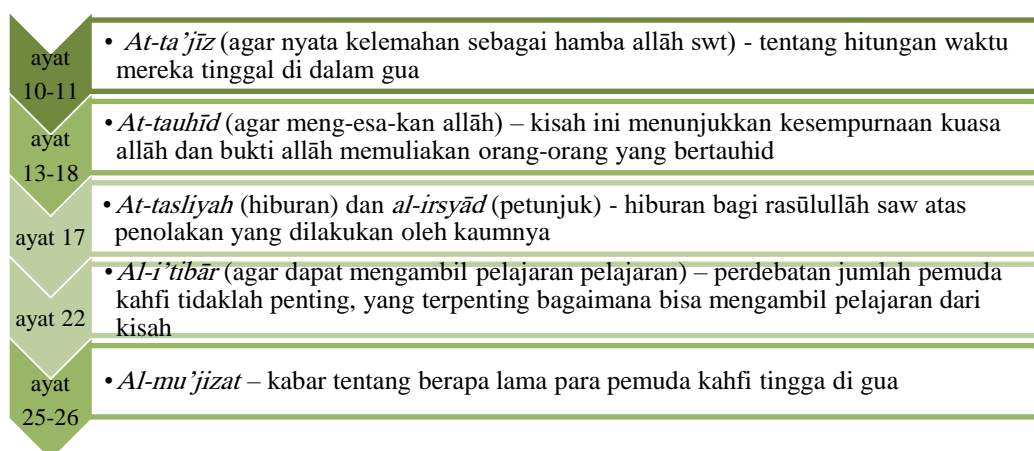 ayat
10-11
• At-ta’jīz (agar nyata kelemahan sebagai hamba allāh swt) - tentang hitungan waktu
mereka tinggal di dalam gua
ayat
13-18
• At-tauhīd (agar meng-esa-kan allāh) – kisah ini menunjukkan kesempurnaan kuasa
allāh dan bukti allāh memuliakan orang-orang yang bertauhid
ayat 17
• At-tasliyah (hiburan) dan al-irsyād (petunjuk) - hiburan bagi rasūlullāh saw atas
penolakan yang dilakukan oleh kaumnya
ayat 22
• Al-i’tibār (agar dapat mengambil pelajaran pelajaran) – perdebatan jumlah pemuda
kahfi tidaklah penting, yang terpenting bagaimana bisa mengambil pelajaran dari
kisah
ayat
25-26
• Al-mu’jizat – kabar tentang berapa lama para pemuda kahfi tingga di gua